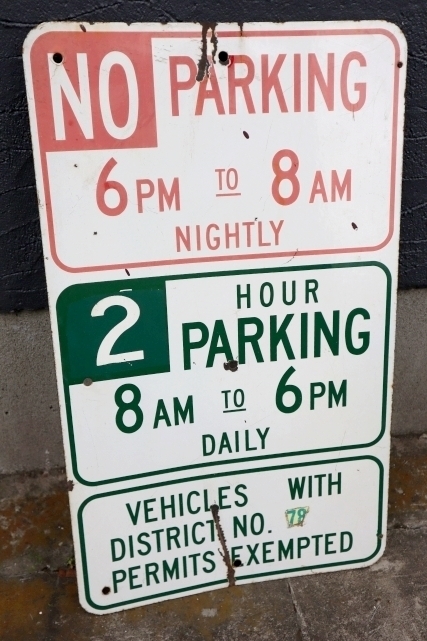 NO PARKING
6 PM TO 8 AM
NIGHTLY
2 HOUR
PARKING
8 AM TO 6 PM
DAILY
VEHICLES WITH
DISTRICT NO. 78
PERMITS EXEMPTED